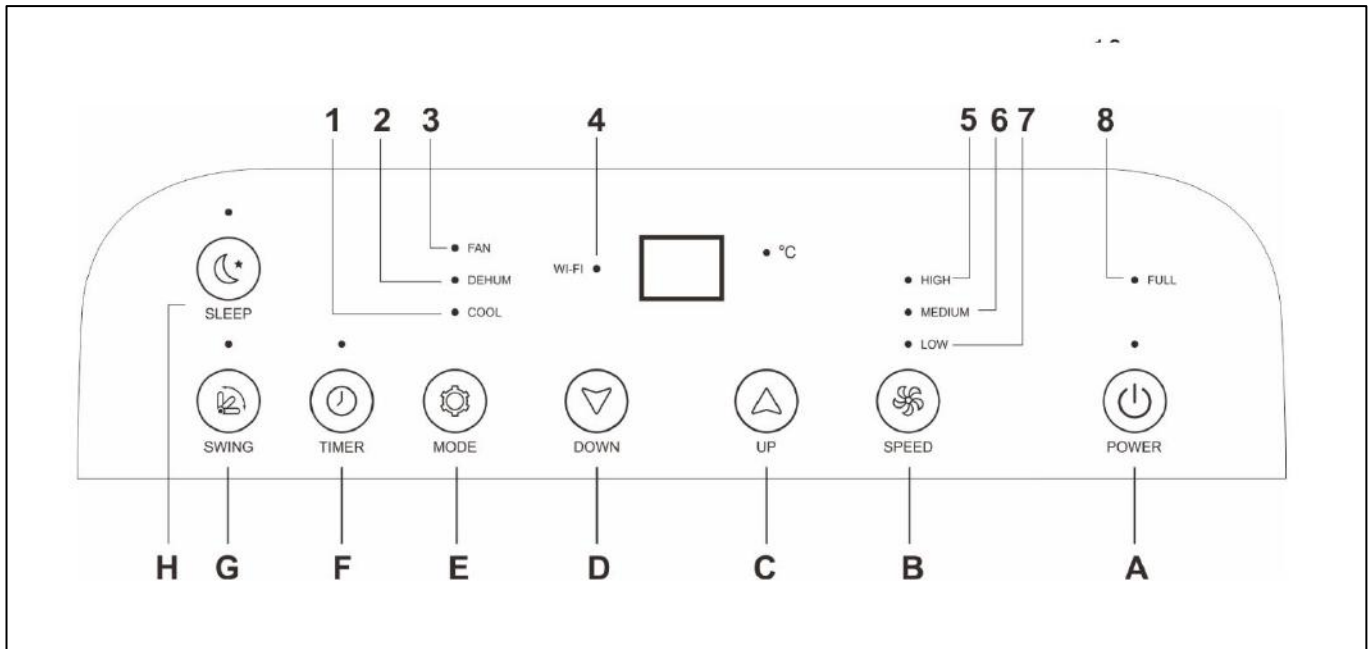 1 2 3 4 5 6 7 8
FAN
DEHUM
COOL
WI-FI
°C
HIGH
MEDIUM
LOW
FULL
SLEEP
SWING TIMER MODE DOWN UP SPEED POWER
H G F E D C B A